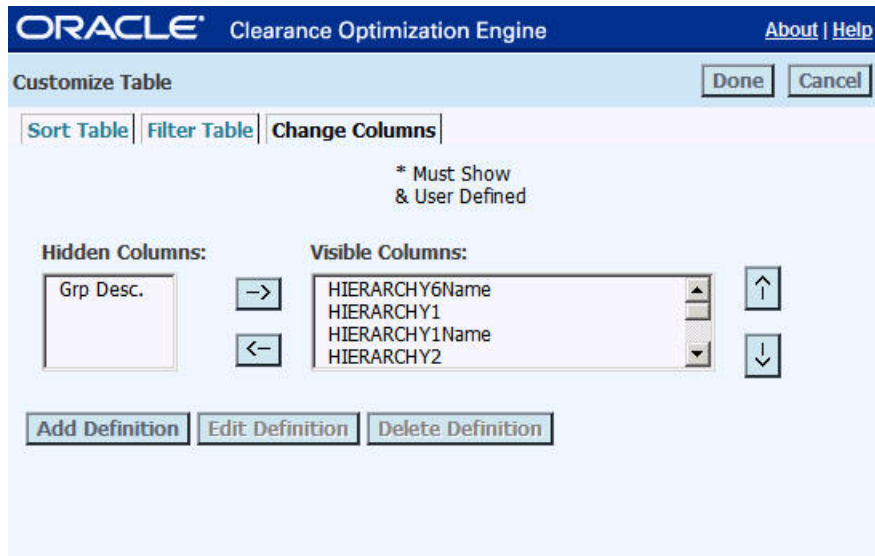 ORACLE Clearance Optimization Engine About | Help
Customize Table Done Cancel
Sort Table Filter Table Change Columns
* Must Show
& User Defined
Hidden Columns: Visible Columns:
Grp Desc. --> HIERARCHY6Name
HIERARCHY1
<-- HIERARCHY1Name
HIERARCHY2
Add Definition Edit Definition Delete Definition